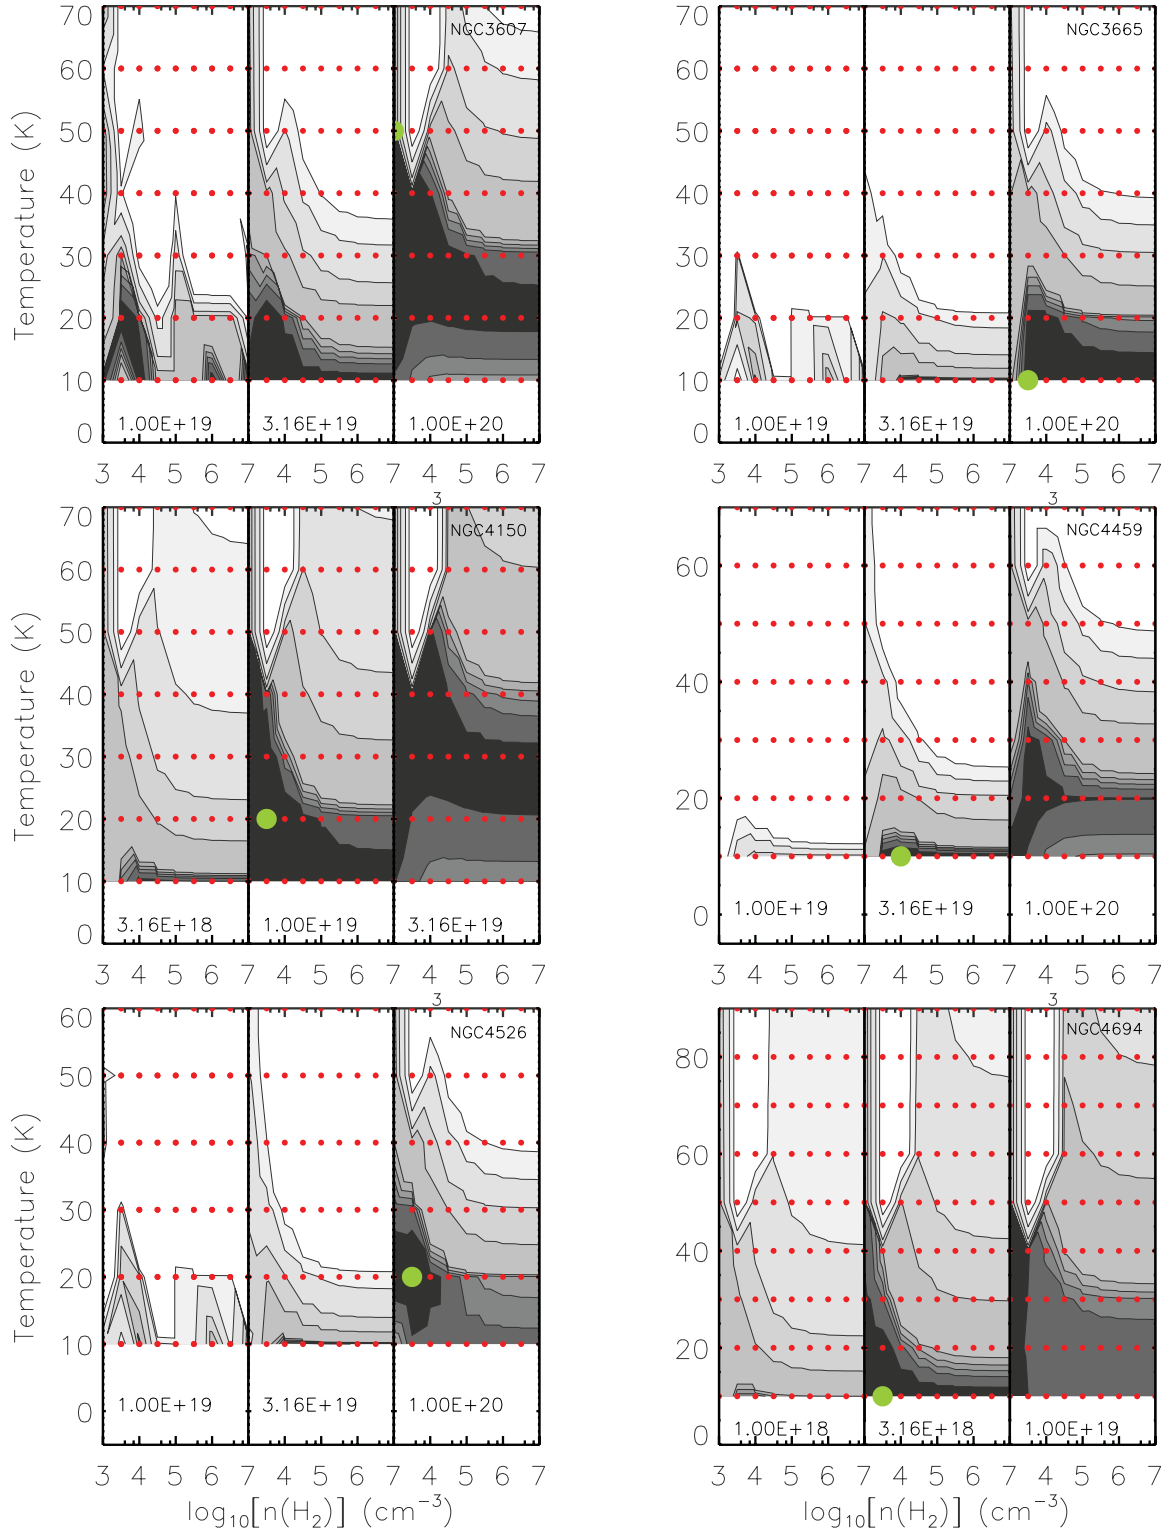 70
60
50
40
30
20
10
0
Temperature (K)
NGC3607
1.00E+19 3.16E+19 1.00E+20
3 4 5 6 7 4 5 6 7 4 5 6 7
3
70
60
50
40
30
20
10
0
Temperature (K)
NGC3665
1.00E+19 3.16E+19 1.00E+20
3 4 5 6 7 4 5 6 7 4 5 6 7
3
70
60
50
40
30
20
10
0
Temperature (K)
NGC4150
3.16E+18 1.00E+19 3.16E+19
3 4 5 6 7 4 5 6 7 4 5 6 7
3
60
40
20
0
Temperature (K)
NGC4459
1.00E+19 3.16E+19 1.00E+20
3 4 5 6 7 4 5 6 7 4 5 6 7
3
60
50
40
30
20
10
0
Temperature (K)
NGC4526
1.00E+19 3.16E+19 1.00E+20
3 4 5 6 7 4 5 6 7 4 5 6 7
log10[n(H2)] (cm−3)
80
60
40
20
0
Temperature (K)
NGC4694
1.00E+18 3.16E+18 1.00E+19
3 4 5 6 7 4 5 6 7 4 5 6 7
log10[n(H2)] (cm−3)